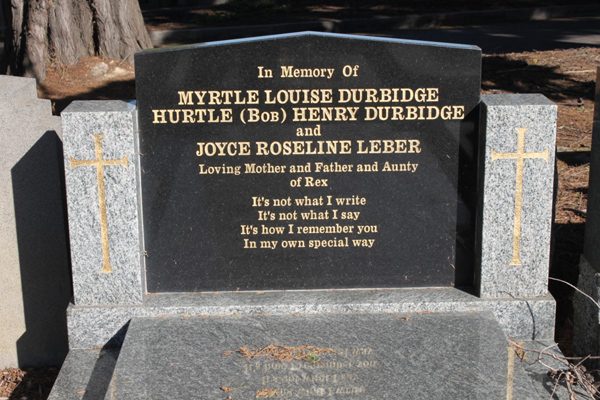 In Memory Of
MYRTLE LOUISE DURBIDGE
HURTLE (BOB) HENRY DURBIDGE
and
JOYCE ROSELINE LEBER
Loving Mother and Father and Aunty
of Rex
It's not what I write
It's not what I say
It's how I remember you
In my own special way